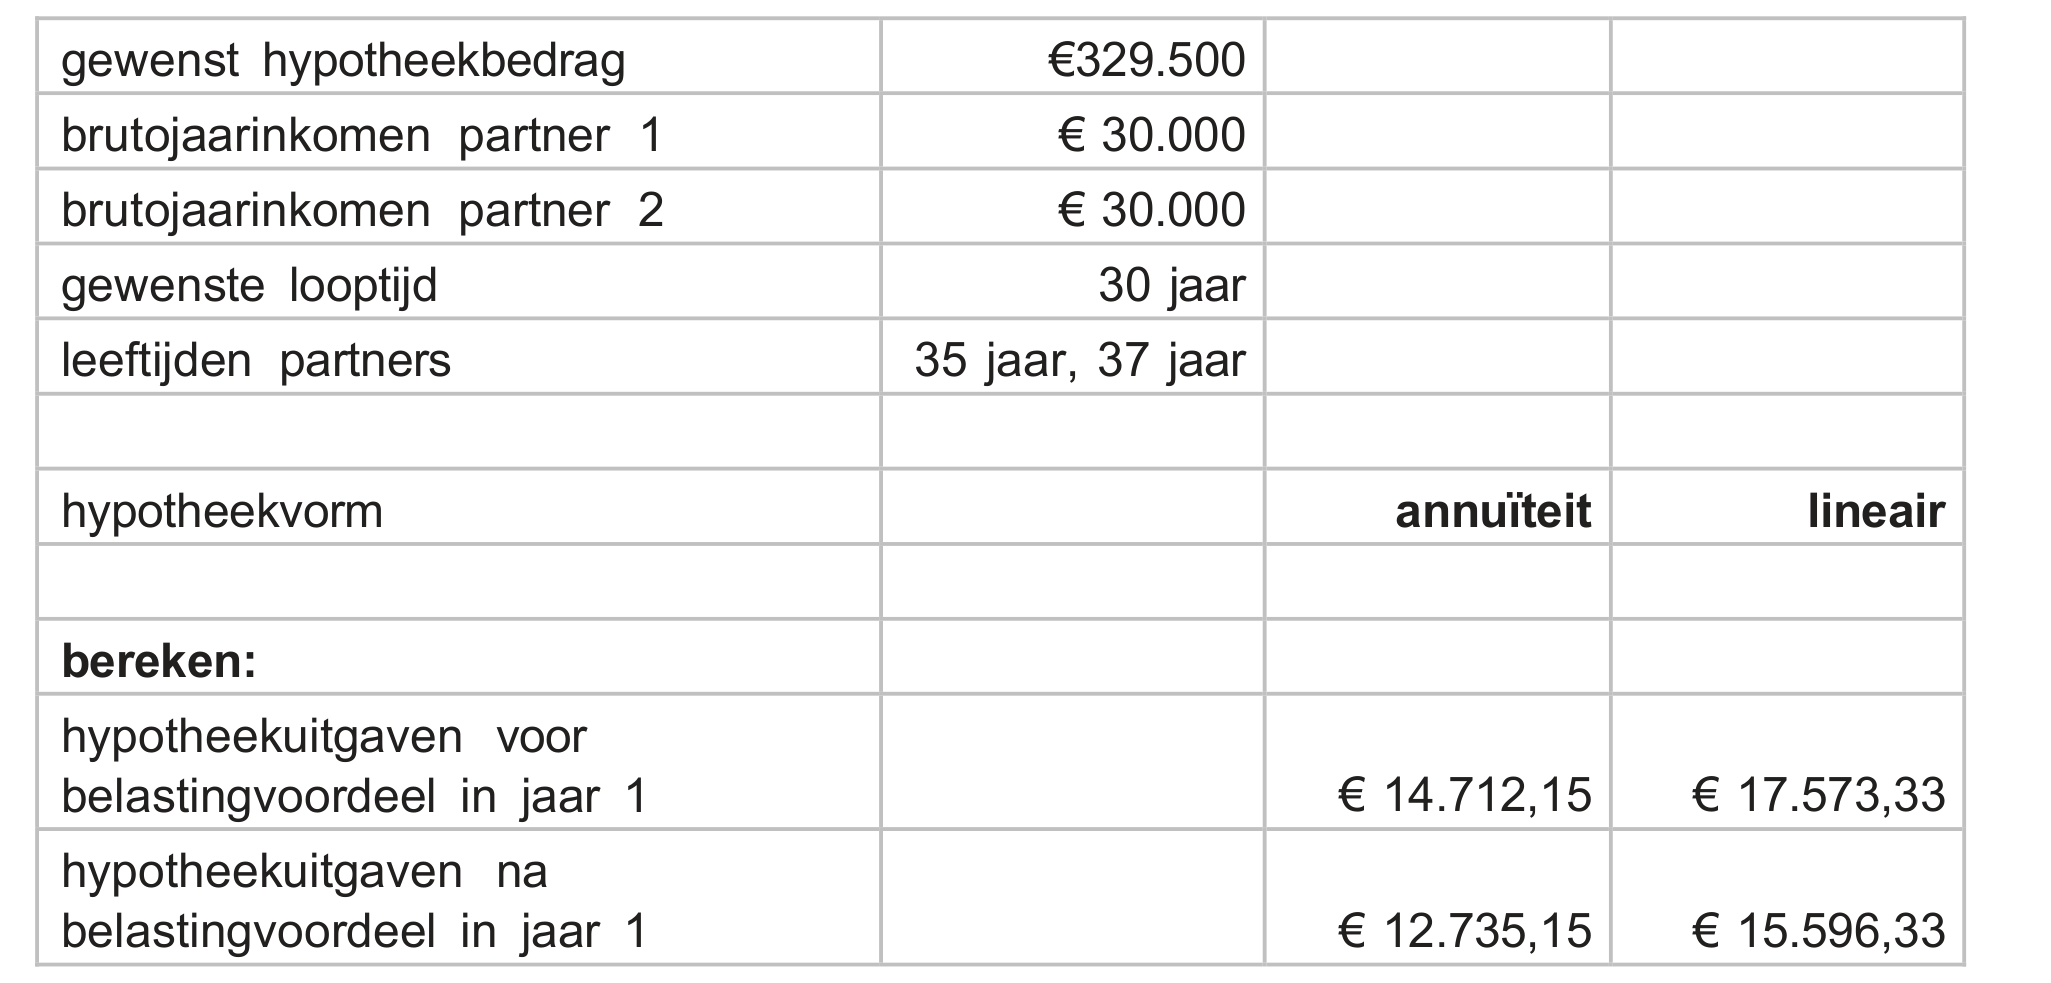 gewenst hypotheekbedrag €329.500
brutojaarinkomen partner 1 € 30.000
brutojaarinkomen partner 2 € 30.000
gewenste looptijd 30 jaar
leeftijden partners 35 jaar, 37 jaar
hypotheekvorm annuïteit lineair
bereken:
hypotheekuitgaven voor
belastingvoordeel in jaar 1 € 14.712,15 € 17.573,33
hypotheekuitgaven na
belastingvoordeel in jaar 1 € 12.735,15 € 15.596,33